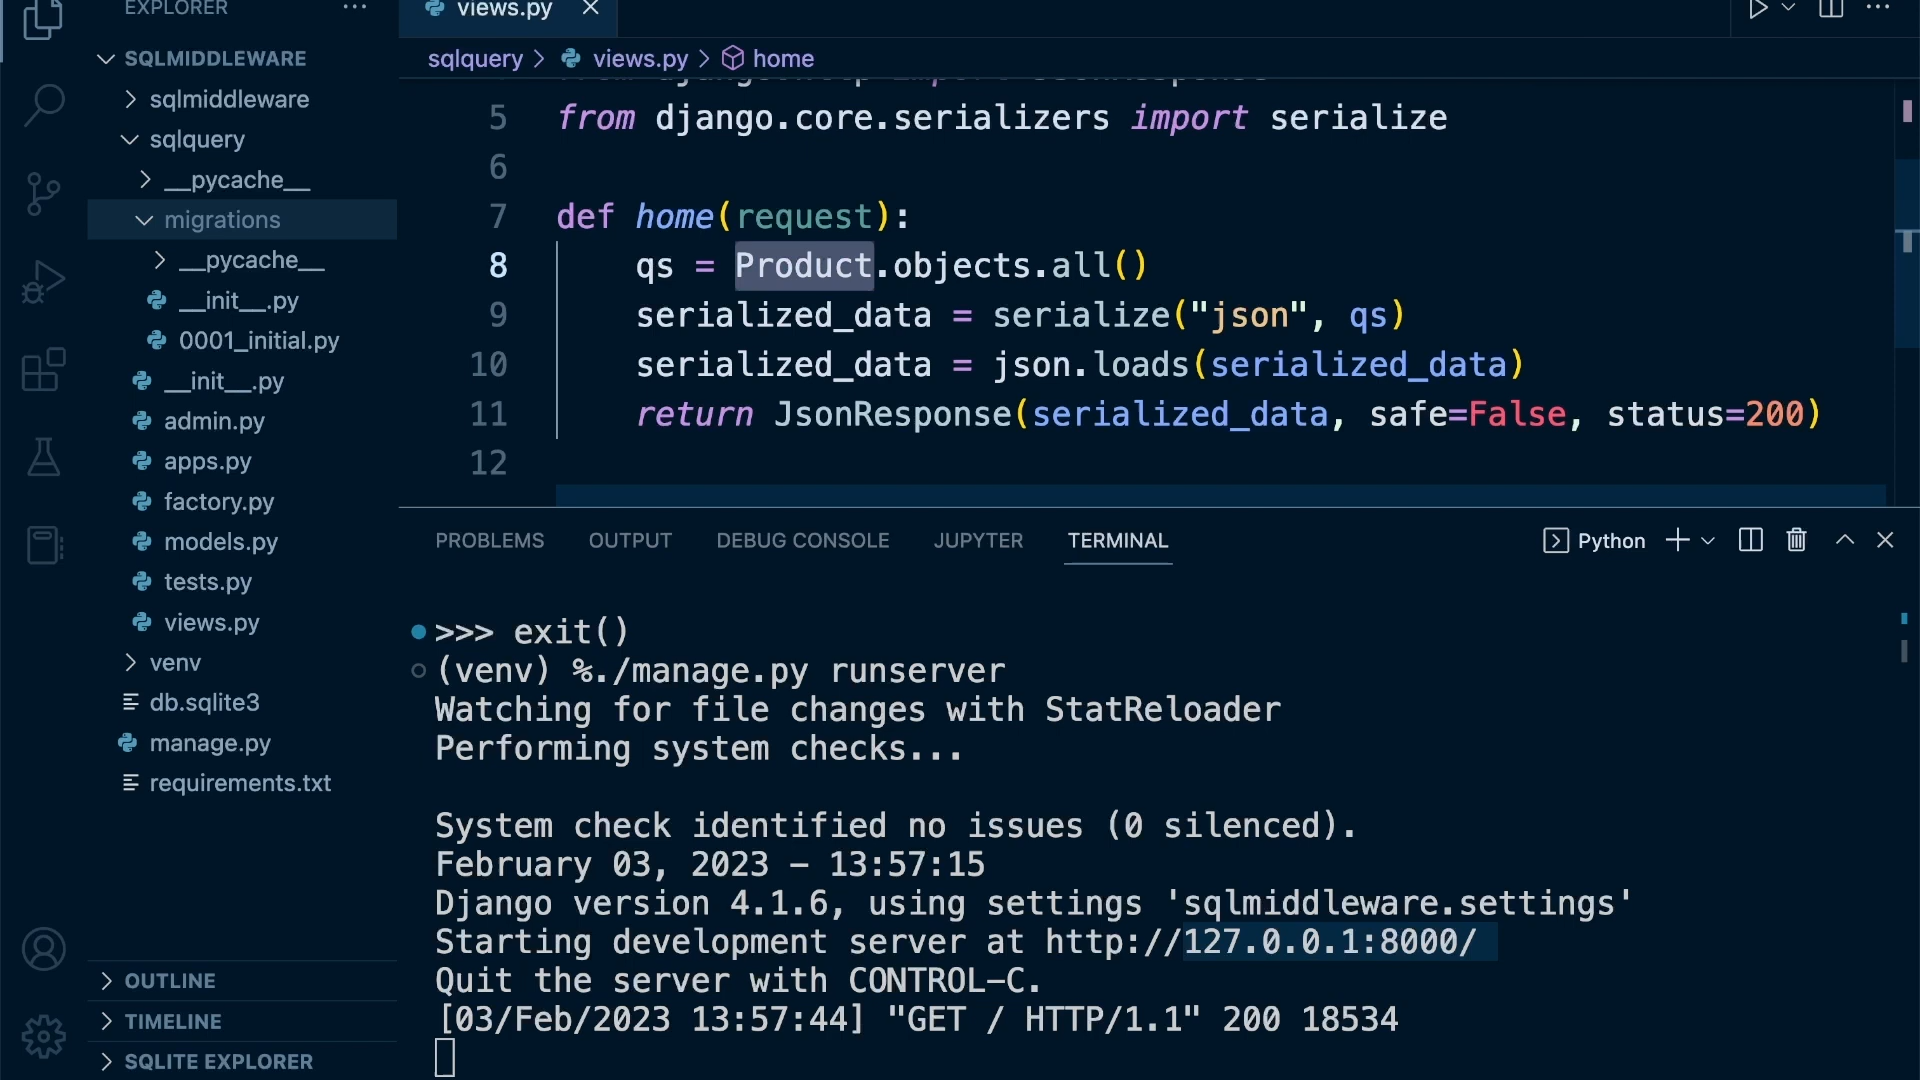 EXPLORER
SQLMIDDLEWARE
sqlmiddleware
sqlquery
__pycache__
migrations
__pycache__
__init__.py
0001_initial.py
__init__.py
admin.py
apps.py
factory.py
models.py
tests.py
views.py
venv
db.sqlite3
manage.py
requirements.txt
OUTLINE
TIMELINE
SQLITE EXPLORER
views.py
sqlquery > views.py > home
5 from django.core.serializers import serialize
6
7 def home(request):
8 qs = Product.objects.all()
9 serialized_data = serialize("json", qs)
10 serialized_data = json.loads(serialized_data)
11 return JsonResponse(serialized_data, safe=False, status=200)
12
PROBLEMS OUTPUT DEBUG CONSOLE JUPYTER TERMINAL Python
>>> exit()
(venv) %./manage.py runserver
Watching for file changes with StatReloader
Performing system checks...
System check identified no issues (0 silenced).
February 03, 2023 - 13:57:15
Django version 4.1.6, using settings 'sqlmiddleware.settings'
Starting development server at http://127.0.0.1:8000/
Quit the server with CONTROL-C.
[03/Feb/2023 13:57:44] "GET / HTTP/1.1" 200 18534